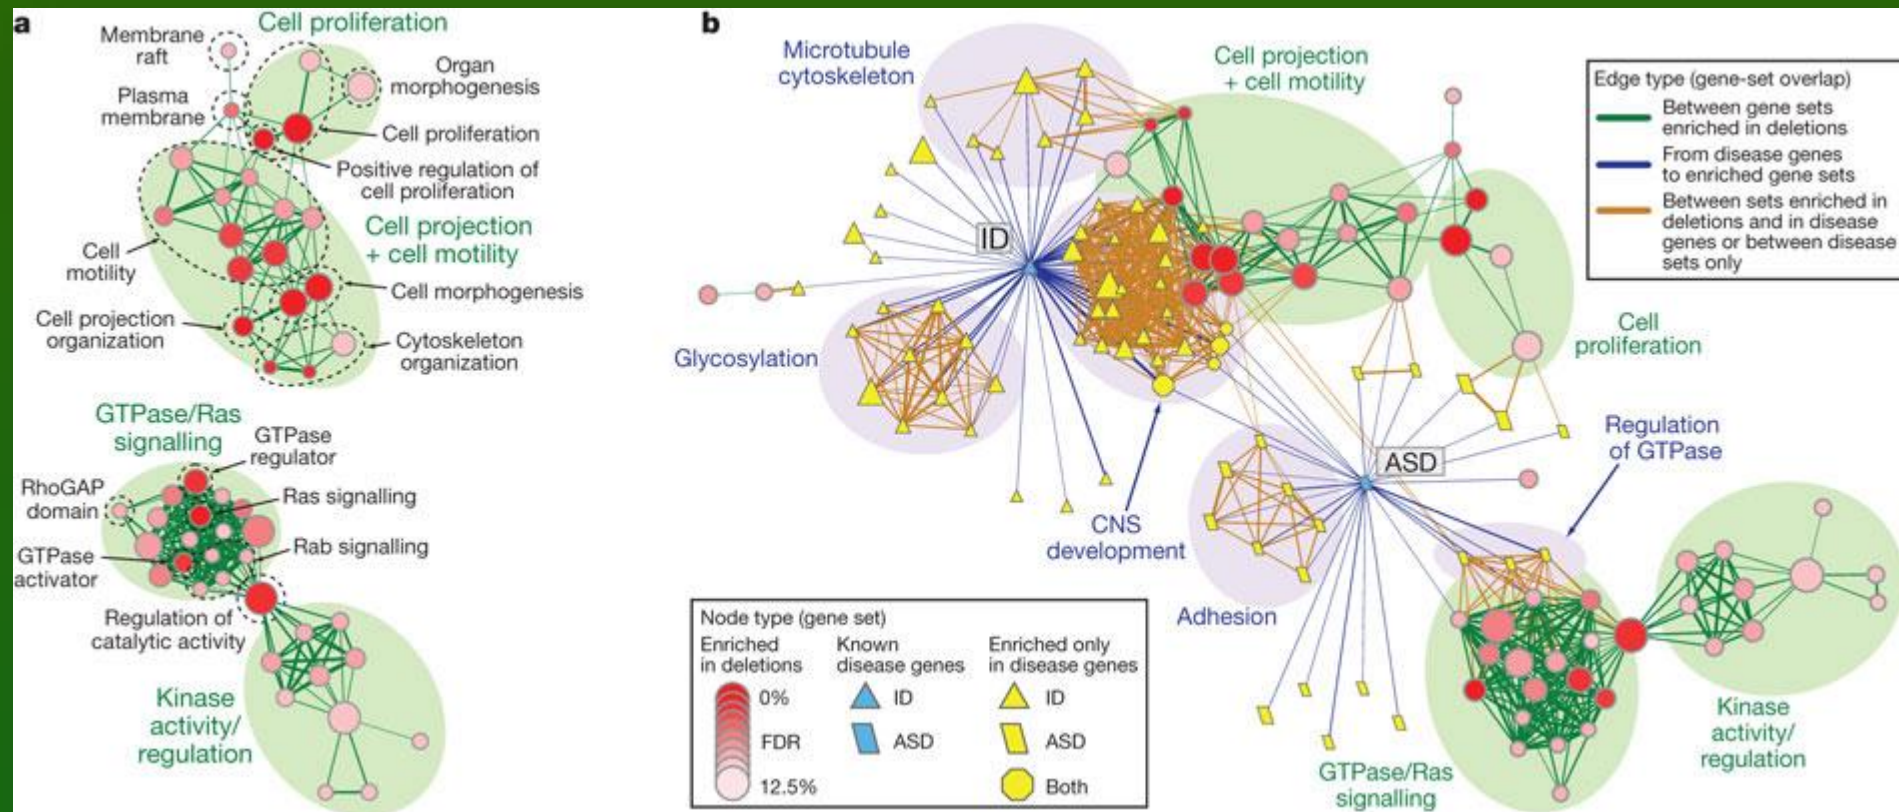 a
Cell proliferation
Membrane
raft
Organ
morphogenesis
Plasma
membrane
Cell proliferation
Positive regulation of
cell proliferation
Cell projection
+ cell motility
Cell
motility
Cell morphogenesis
Cell projection
organization
Cytoskeleton
organization
GTPase/Ras
signalling
GTPase
regulator
RhoGAP
domain
Ras signalling
GTPase
activator
Rab signalling
Regulation of
catalytic activity
Kinase
activity/
regulation
b
Microtubule
cytoskeleton
Cell projection
+ cell motility
ID
Glycosylation
Cell
proliferation
Regulation
of GTPase
ASD
CNS
development
Adhesion
Kinase
activity/
regulation
GTPase/Ras
signalling
Edge type (gene-set overlap)
Between gene sets
enriched in deletions
From disease genes
to enriched gene sets
Between sets enriched in
deletions and in disease
genes or between disease
sets only
Node type (gene set)
Enriched
in deletions
Known
disease genes
Enriched only
in disease genes
0%
ID
ID
FDR
ASD
ASD
12.5%
Both